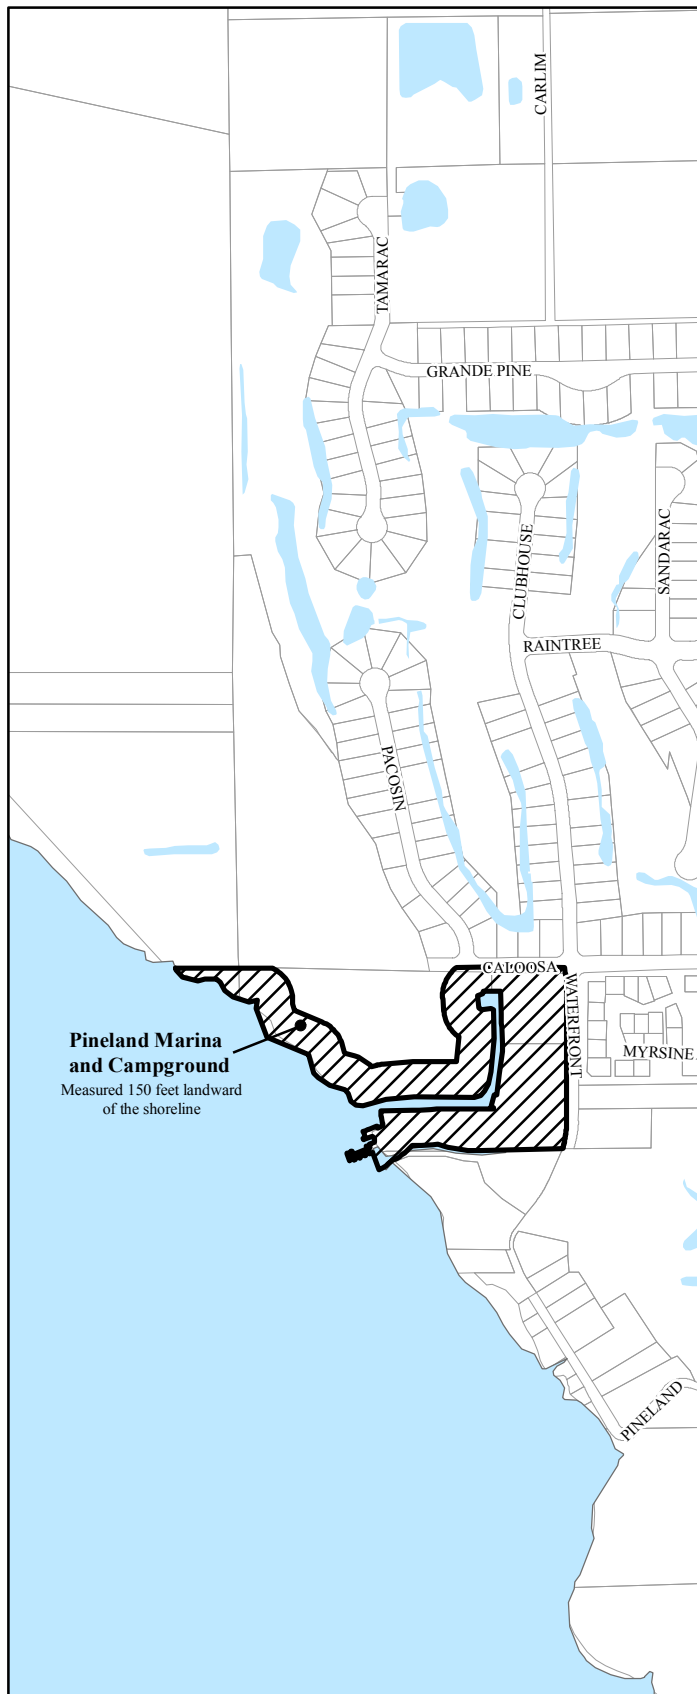 CARLIM
TAMARAC
GRANDE PINE
CLUBHOUSE
SANDARAC
RAINTREE
PACOSIN
CALOOSA
WATERFRONT
Pineland Marina
and Campground
Measured 150 feet landward
of the shoreline
MYRSINE
PINELAND